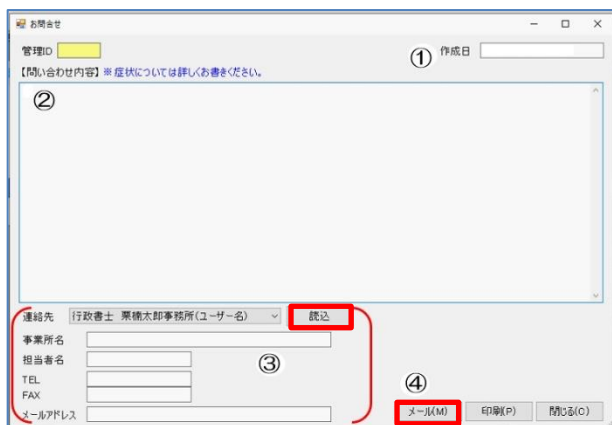 お問合せ
管理ID
① 作成日
【問い合わせ内容】※症状については詳しくお書きください。
②
連絡先 行政書士 栗楠太郎事務所(ユーザー名) 読込
事業所名
担当者名
③
TEL
FAX
④
メールアドレス
メール(M) 印刷(P) 閉じる(C)